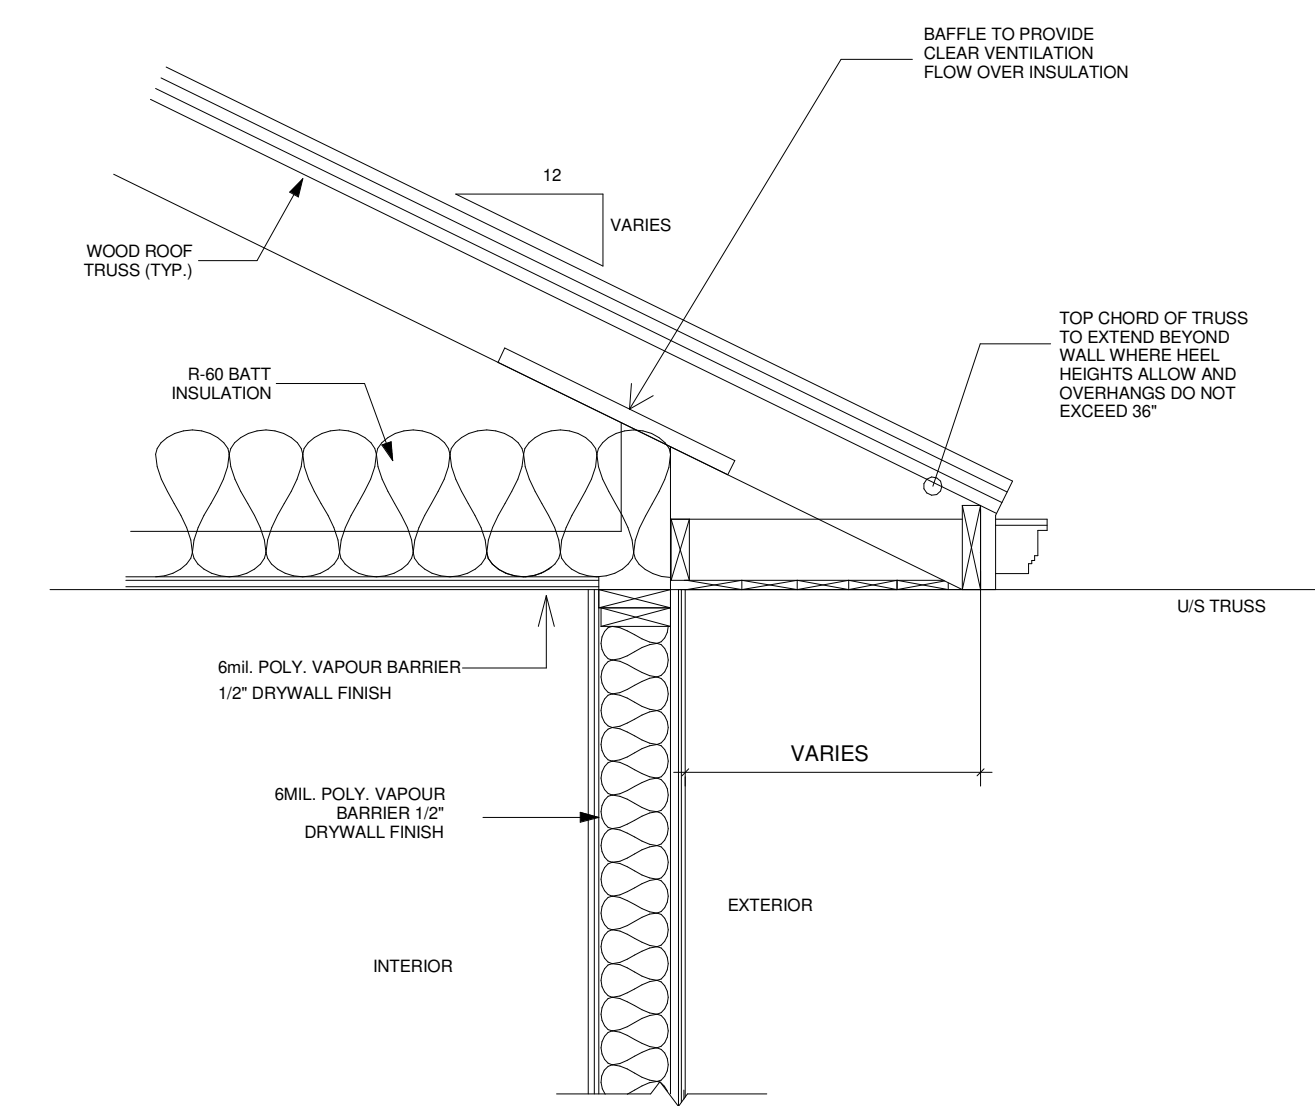 BAFFLE TO PROVIDE
CLEAR VENTILATION
FLOW OVER INSULATION
12
VARIES
WOOD ROOF
TRUSS (TYP.)
TOP CHORD OF TRUSS
TO EXTEND BEYOND
WALL WHERE HEEL
HEIGHTS ALLOW AND
OVERHANGS DO NOT
EXCEED 36"
R-60 BATT
INSULATION
U/S TRUSS
6mil. POLY. VAPOUR BARRIER
1/2" DRYWALL FINISH
VARIES
6MIL. POLY. VAPOUR
BARRIER 1/2"
DRYWALL FINISH
EXTERIOR
INTERIOR